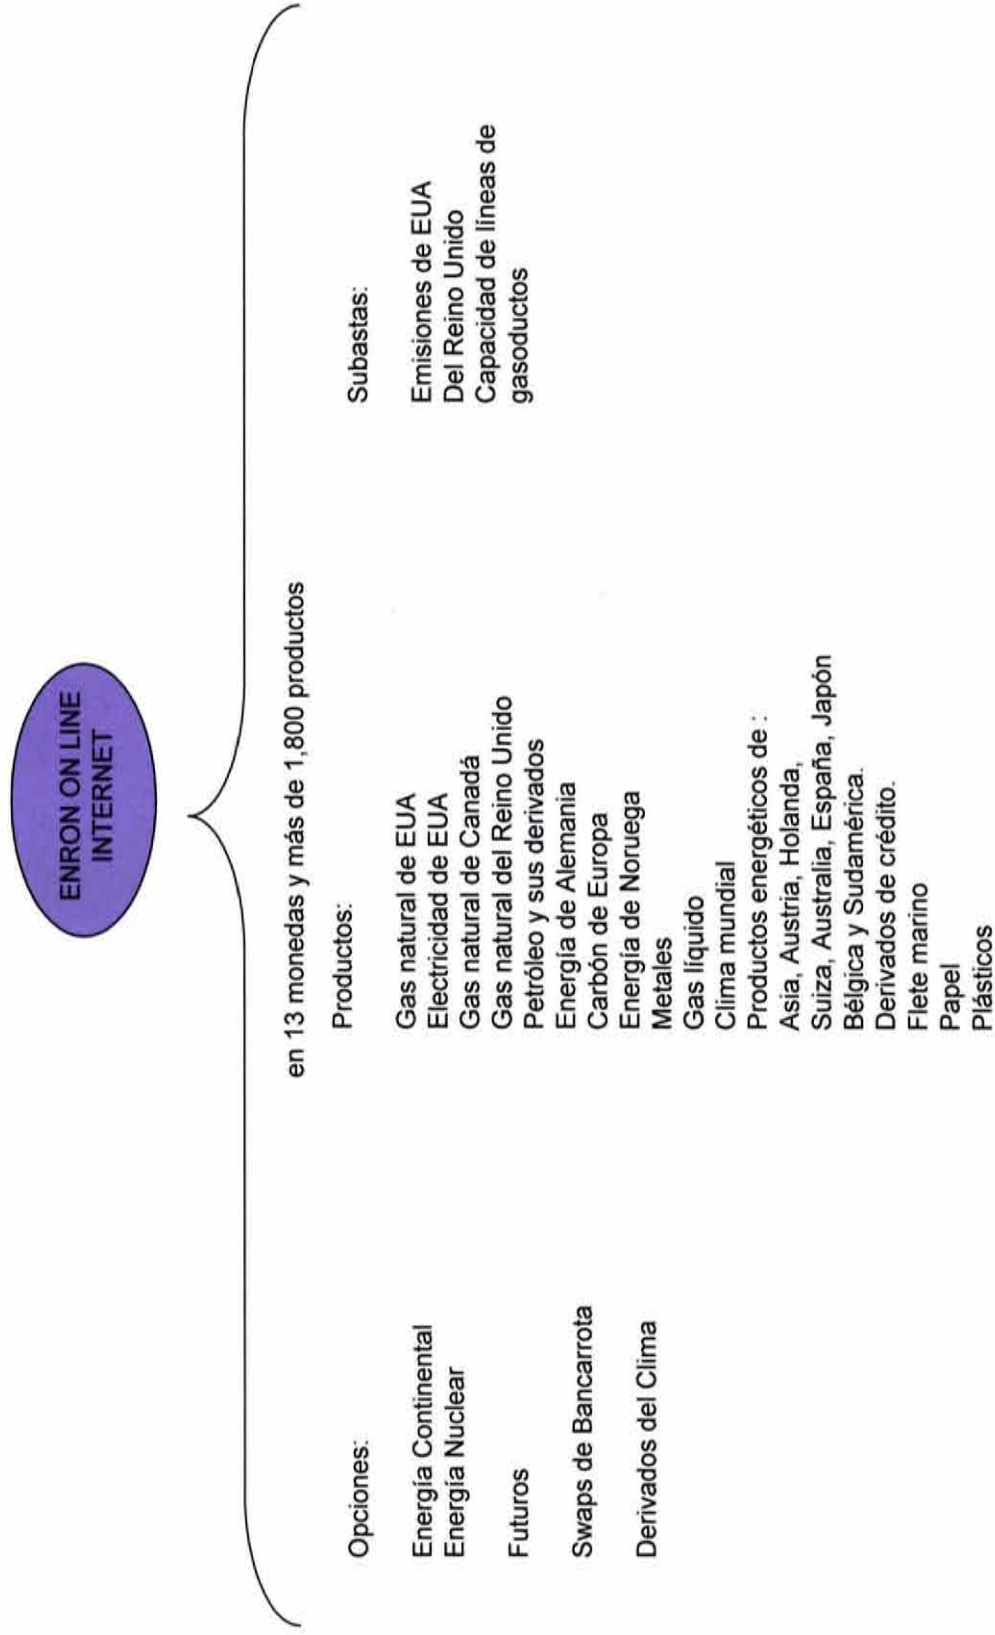 ENRON ON LINE
INTERNET
en 13 monedas y más de 1,800 productos
Opciones:
Energía Continental
Energía Nuclear
Futuros
Swaps de Bancarrota
Derivados del Clima
Productos:
Gas natural de EUA
Electricidad de EUA
Gas natural de Canadá
Gas natural del Reino Unido
Petróleo y sus derivados
Energía de Alemania
Carbón de Europa
Energía de Noruega
Metales
Gas líquido
Clima mundial
Productos energéticos de :
Asia, Austria, Holanda,
Suiza, Australia, España, Japón
Bélgica y Sudamérica.
Derivados de crédito.
Flete marino
Papel
Plásticos
Subastas:
Emisiones de EUA
Del Reino Unido
Capacidad de líneas de
gasoductos